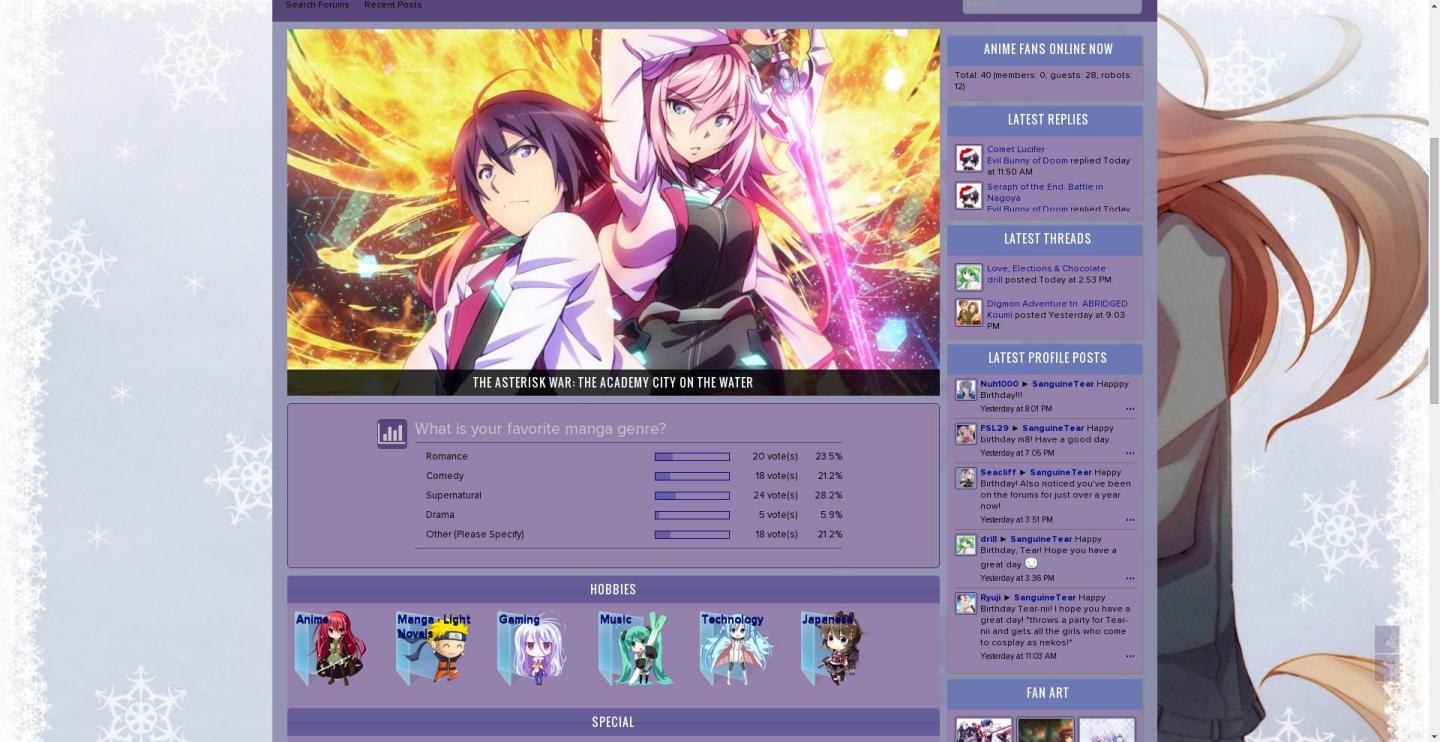 Search Forums Recent Posts
Search...
THE ASTERISK WAR: THE ACADEMY CITY ON THE WATER
What is your favorite manga genre?
Romance 20 vote(s) 23.5%
Comedy 18 vote(s) 21.2%
Supernatural 24 vote(s) 28.2%
Drama 5 vote(s) 5.9%
Other (Please Specify) 18 vote(s) 21.2%
HOBBIES
Anime
Manga · Light
Novels
Gaming
Music
Technology
Japanese
SPECIAL
ANIME FANS ONLINE NOW
Total: 40 (members: 0, guests: 28, robots:
12)
LATEST REPLIES
Comet Lucifer
Evil Bunny of Doom replied Today
at 11:50 AM
Seraph of the End: Battle in
Nagoya
Evil Bunny of Doom replied Today
LATEST THREADS
Love, Elections & Chocolate
drill posted Today at 2:53 PM
Digmon Adventure tri. ABRIDGED
Koumi posted Yesterday at 9:03
PM
LATEST PROFILE POSTS
Nuh1000 ► SanguineTear Happpy
Birthday!!!
Yesterday at 8:01 PM ...
FSL29 ► SanguineTear Happy
birthday m8! Have a good day.
Yesterday at 7:05 PM ...
Seacliff ► SanguineTear Happy
Birthday! Also noticed you've been
on the forums for just over a year
now!
Yesterday at 3:51 PM ...
drill ► SanguineTear Happy
Birthday, Tear! Hope you have a
great day
Yesterday at 3:36 PM ...
Ryuji ► SanguineTear Happy
Birthday Tear-nii! I hope you have a
great day! *throws a party for Tear-
nii and gets all the girls who come
to cosplay as nekos!*
Yesterday at 11:03 AM ...
FAN ART